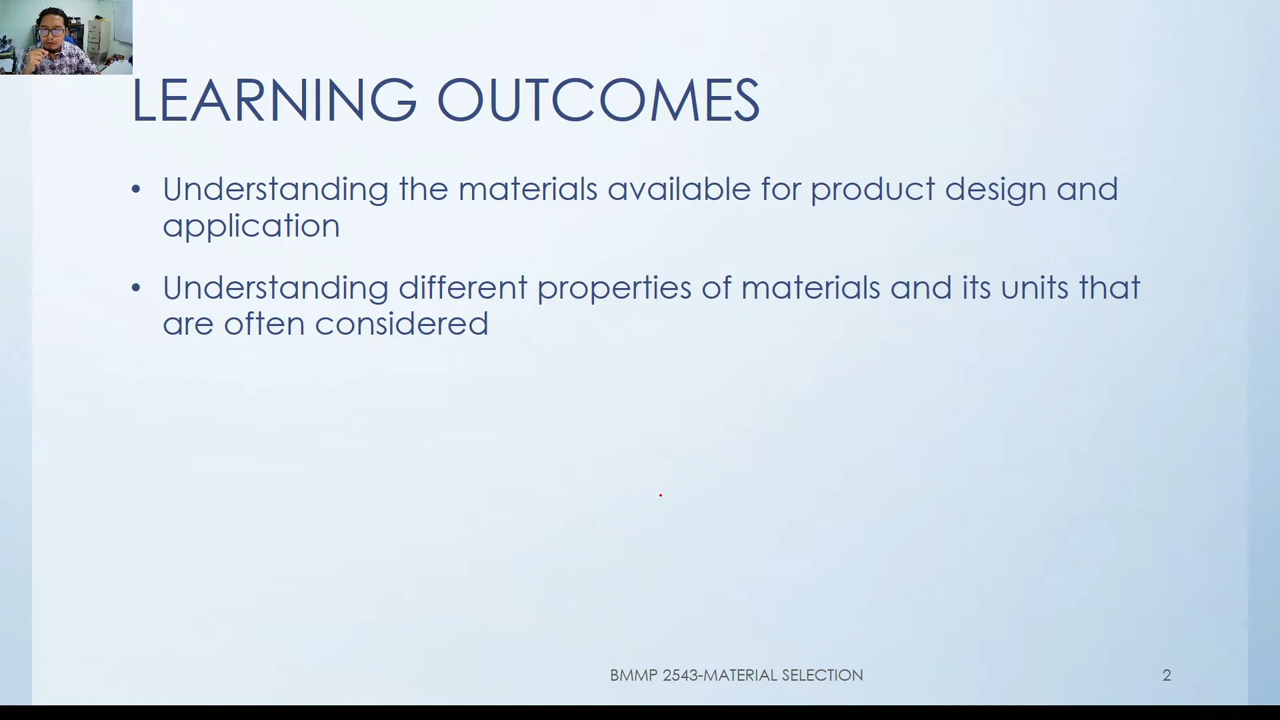 LEARNING OUTCOMES
• Understanding the materials available for product design and
application
• Understanding different properties of materials and its units that
are often considered
BMMP 2543-MATERIAL SELECTION
2